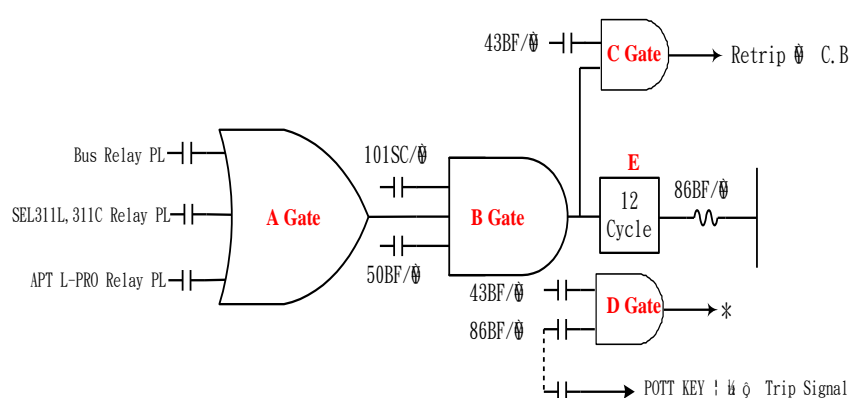 43BF/
C Gate
Retrip C.B
Bus Relay PL
101SC/
E
86BF/
SEL311L,311C Relay PL
A Gate
B Gate
12
Cycle
APT L-PRO Relay PL
50BF/
43BF/
D Gate
*
86BF/
POTT KEY Trip Signal